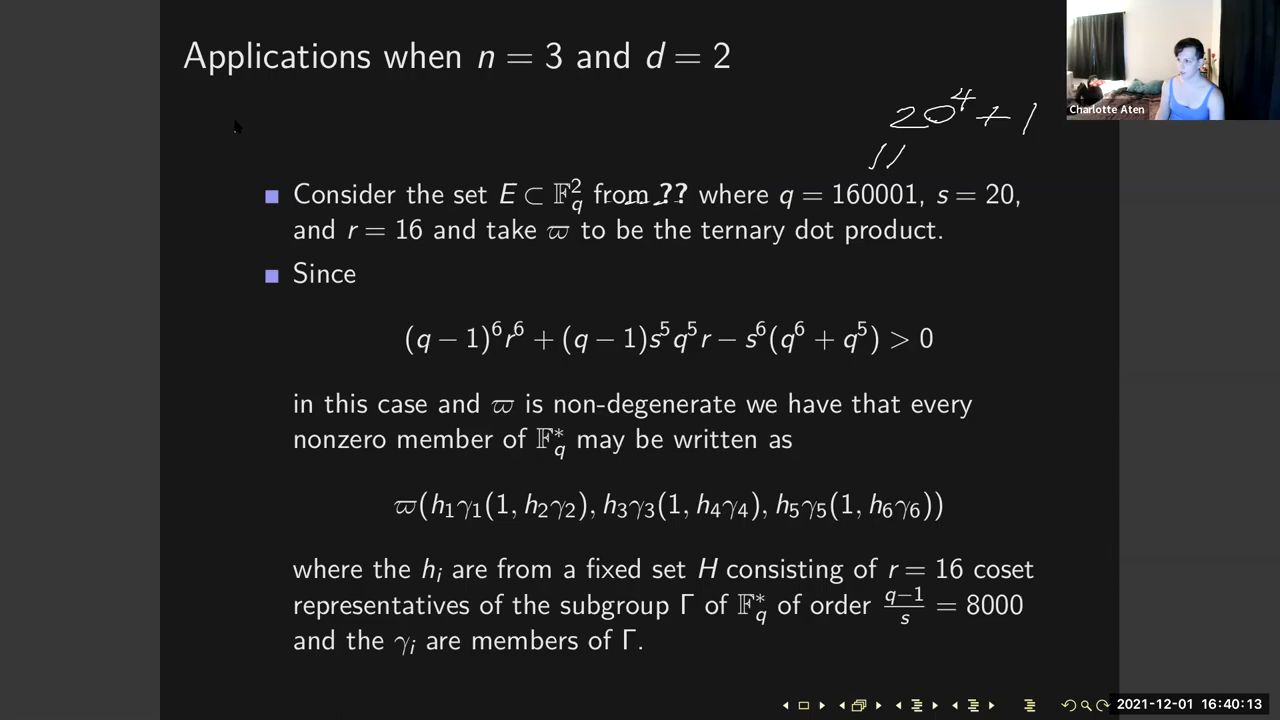 Applications when n = 3 and d = 2
Charlotte Aten
20⁴ + 1
Consider the set E ⊂ 𝔽_q² from ?? where q = 160001, s = 20,
and r = 16 and take ϖ to be the ternary dot product.
Since
(q − 1)⁶r⁶ + (q − 1)s⁵q⁵r − s⁶(q⁶ + q⁵) > 0
in this case and ϖ is non-degenerate we have that every
nonzero member of 𝔽_q* may be written as
ϖ(h₁γ₁(1, h₂γ₂), h₃γ₃(1, h₄γ₄), h₅γ₅(1, h₆γ₆))
where the hᵢ are from a fixed set H consisting of r = 16 coset
representatives of the subgroup Γ of 𝔽_q* of order (q−1)/s = 8000
and the γᵢ are members of Γ.
2021-12-01 16:40:13